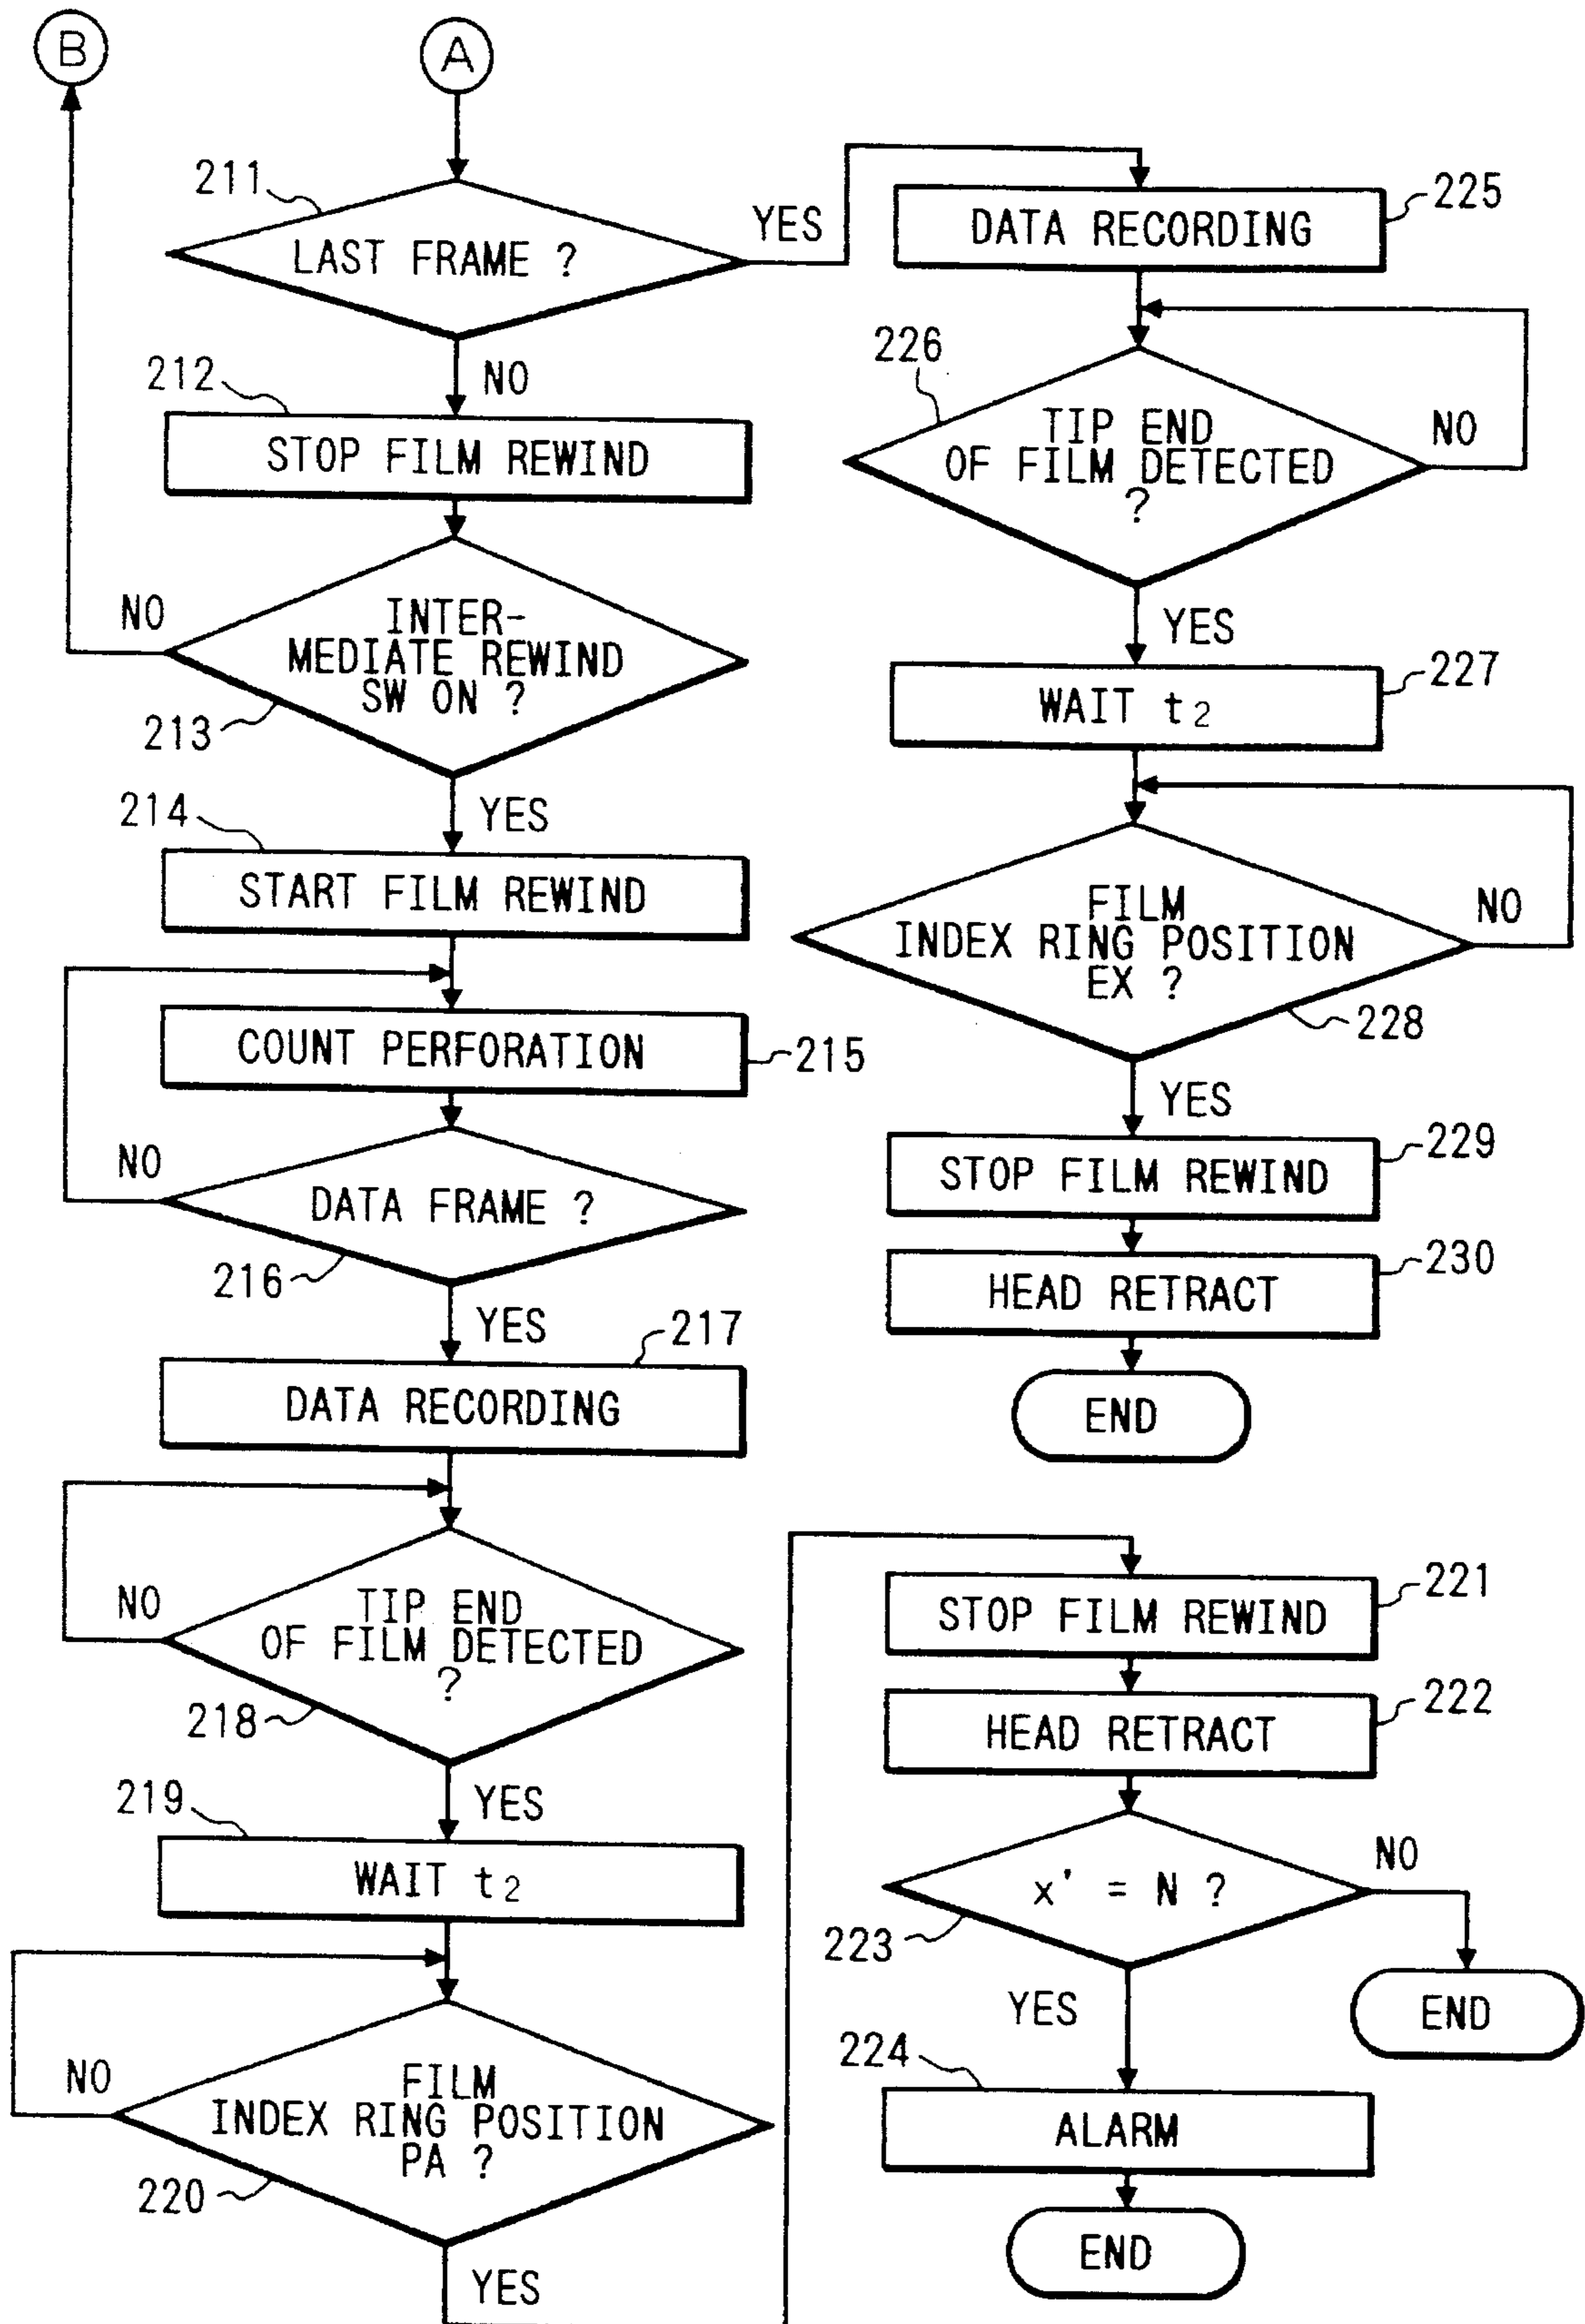 B
A
211
LAST FRAME ?
YES
NO
212
STOP FILM REWIND
INTER-
MEDIATE REWIND
SW ON ?
NO
213
YES
214
START FILM REWIND
COUNT PERFORATION
215
DATA FRAME ?
NO
216
YES
217
DATA RECORDING
TIP END
OF FILM DETECTED
?
NO
218
YES
219
WAIT t2
FILM
INDEX RING POSITION
PA ?
NO
220
YES
225
DATA RECORDING
226
TIP END
OF FILM DETECTED
?
NO
YES
227
WAIT t2
FILM
INDEX RING POSITION
EX ?
NO
228
YES
229
STOP FILM REWIND
230
HEAD RETRACT
END
221
STOP FILM REWIND
222
HEAD RETRACT
x' = N ?
NO
223
END
YES
224
ALARM
END